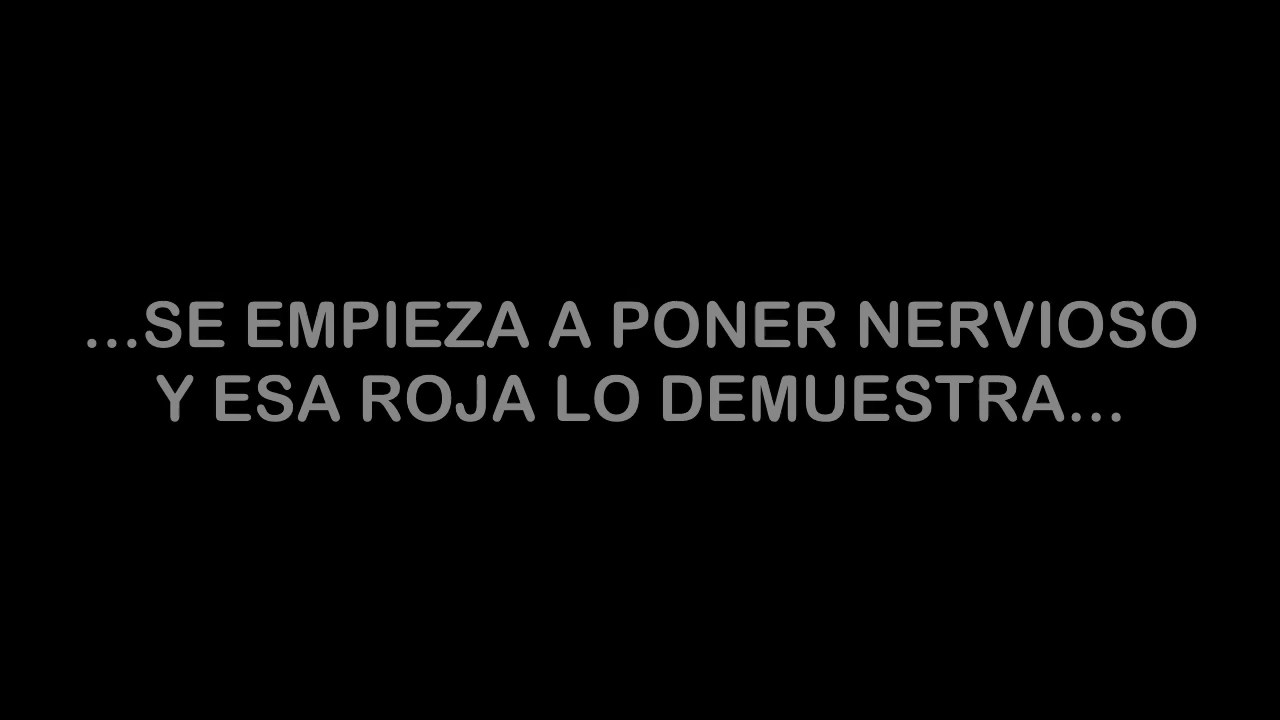 ...SE EMPIEZA A PONER NERVIOSO
Y ESA ROJA LO DEMUESTRA...